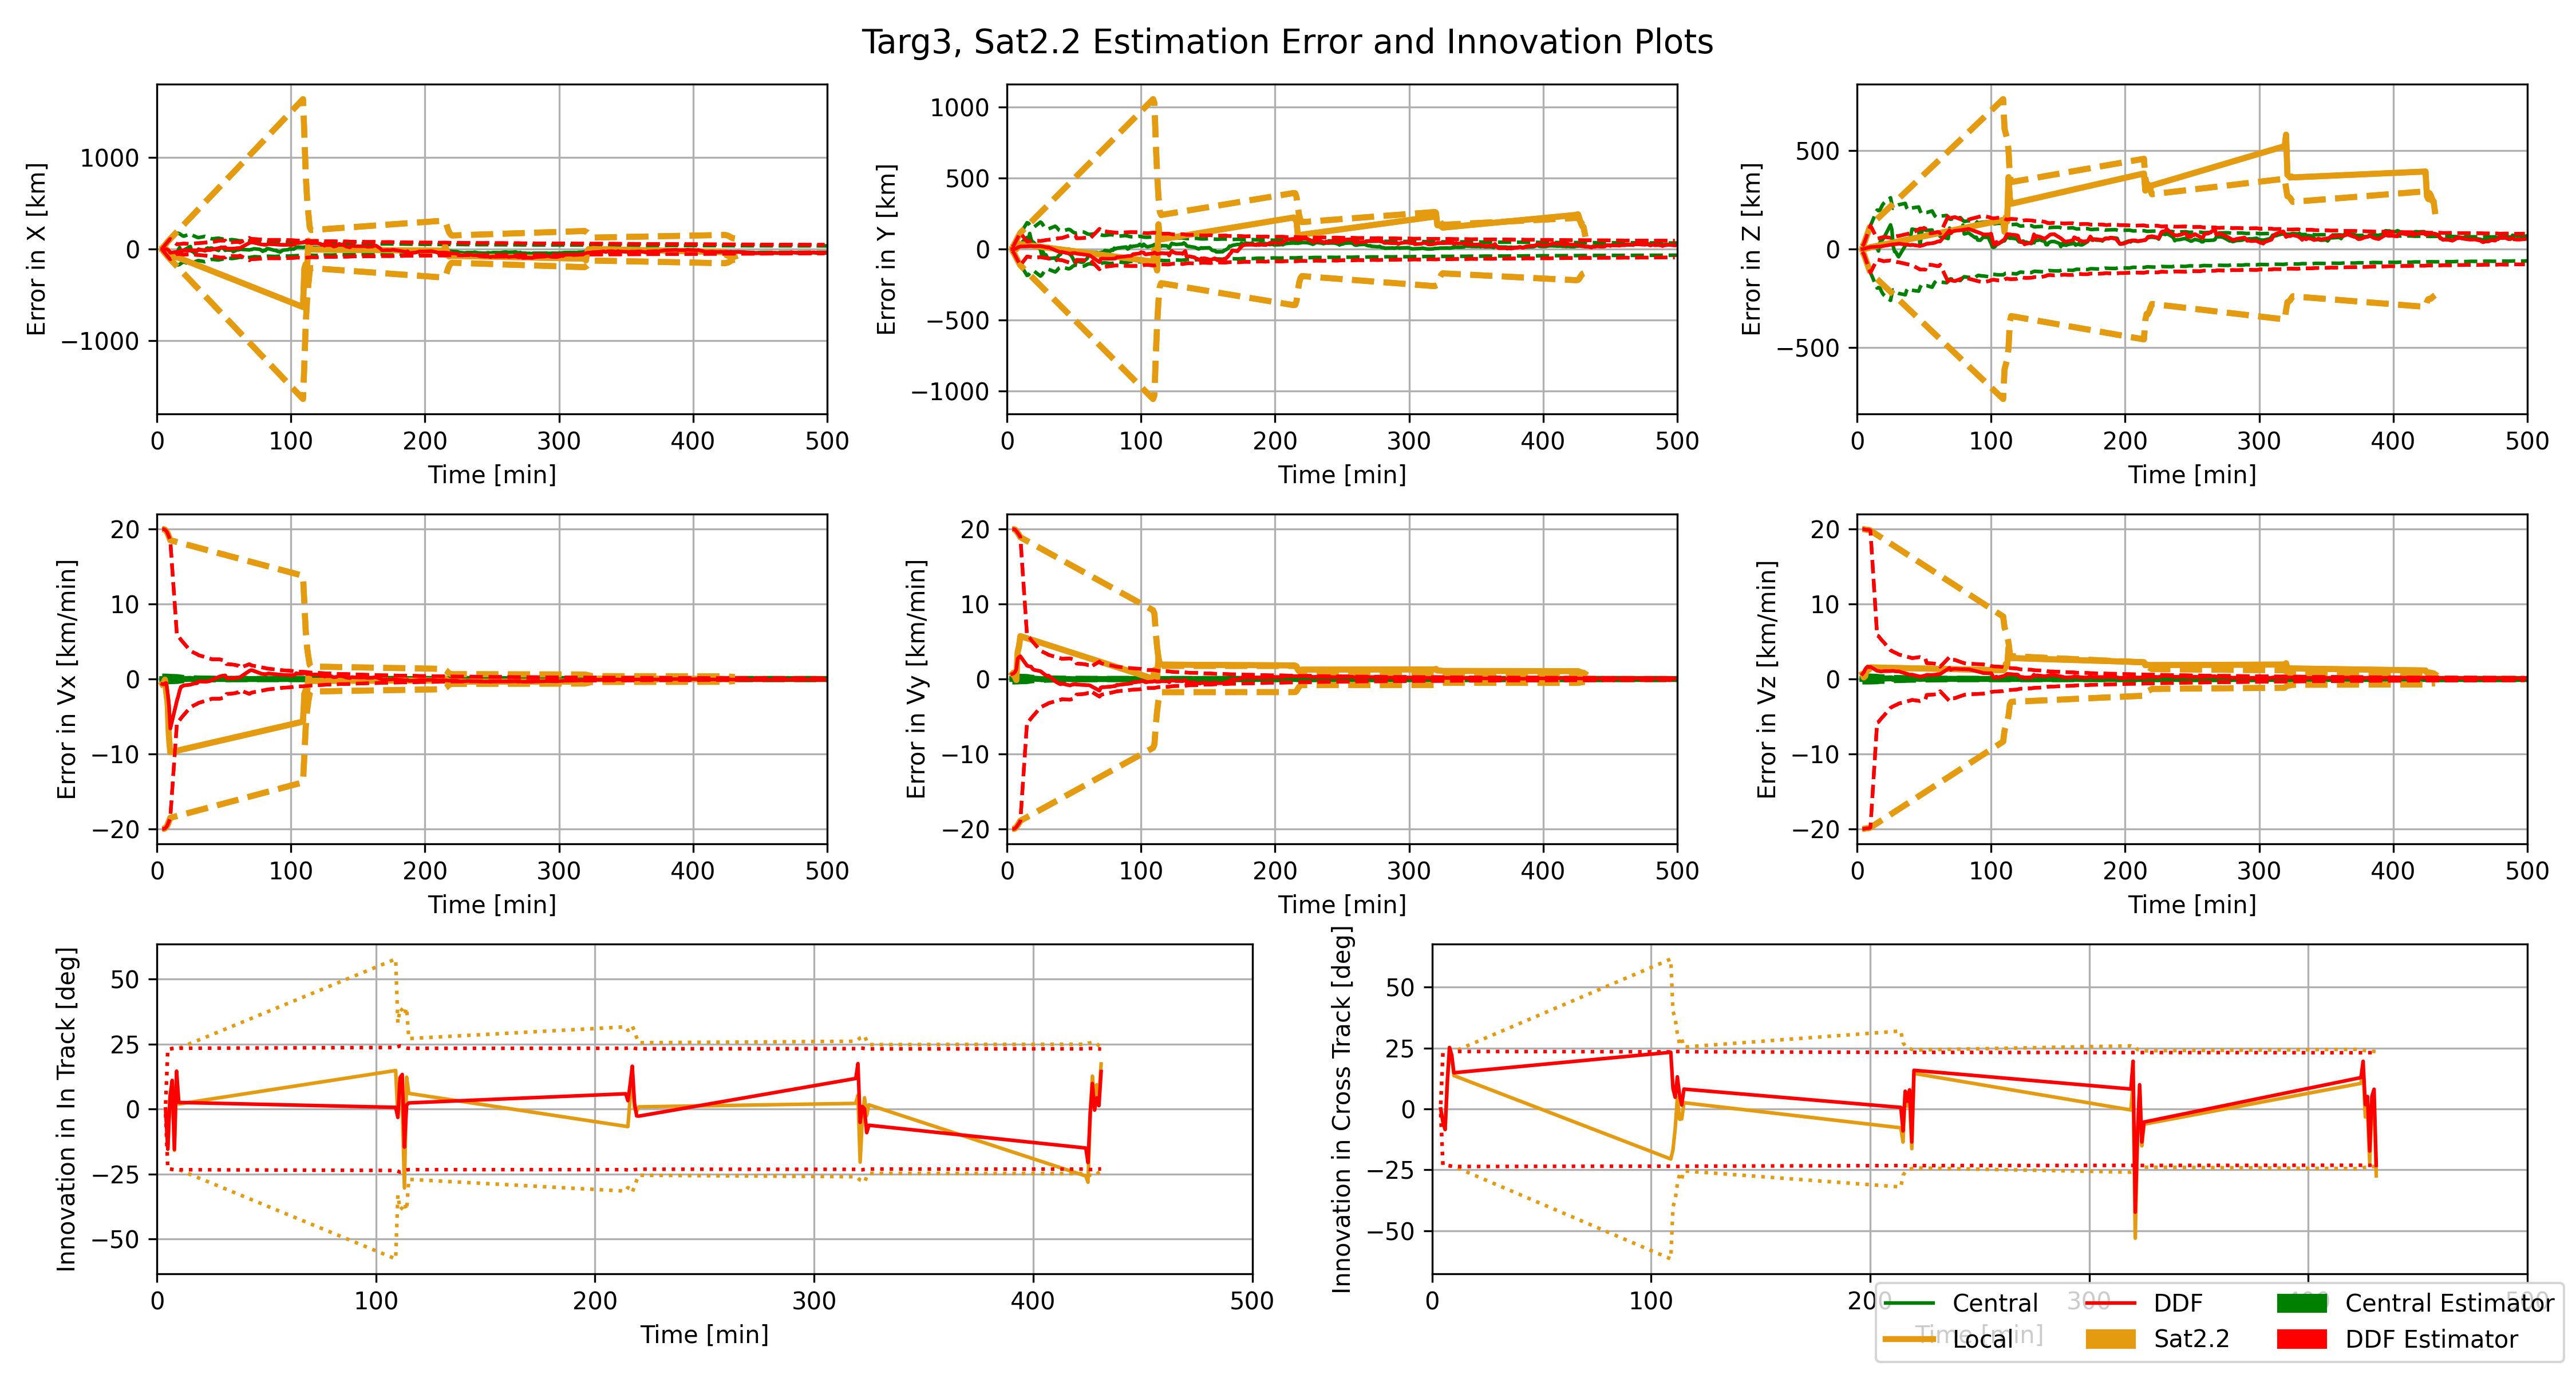 Targ3, Sat2.2 Estimation Error and Innovation Plots
Error in X [km]
1000
0
−1000
0 100 200 300 400 500
Time [min]
Error in Y [km]
1000
500
0
−500
−1000
0 100 200 300 400 500
Time [min]
Error in Z [km]
500
0
−500
0 100 200 300 400 500
Time [min]
Error in Vx [km/min]
20
10
0
−10
−20
0 100 200 300 400 500
Time [min]
Error in Vy [km/min]
20
10
0
−10
−20
0 100 200 300 400 500
Time [min]
Error in Vz [km/min]
20
10
0
−10
−20
0 100 200 300 400 500
Time [min]
Innovation in In Track [deg]
50
25
0
−25
−50
0 100 200 300 400 500
Time [min]
Innovation in Cross Track [deg]
50
25
0
−25
−50
0 100 200 300 400 500
Time [min]
Central DDF Central Estimator
Local Sat2.2 DDF Estimator